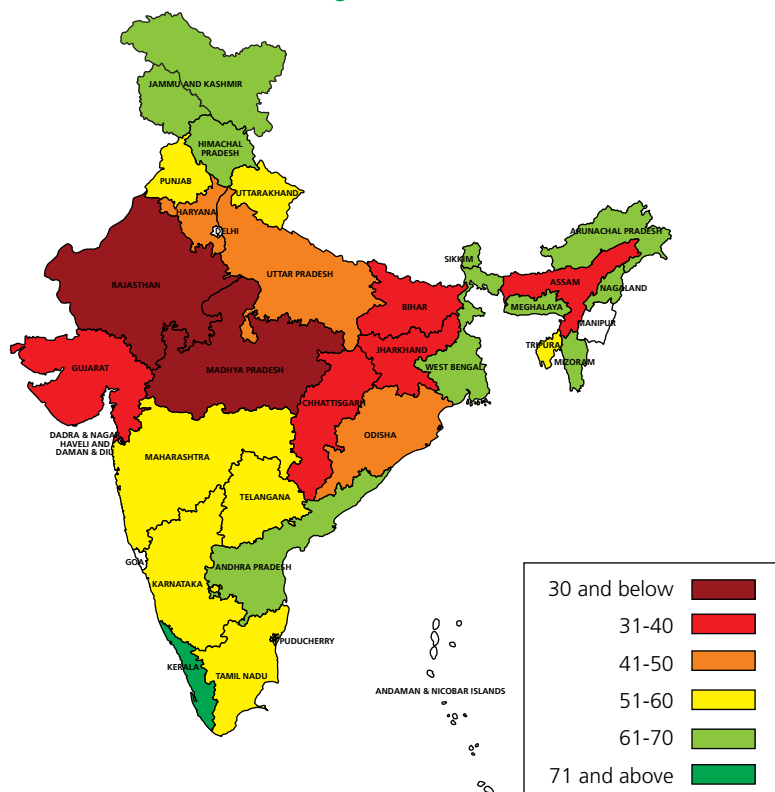 JAMMU AND KASHMIR
HIMACHAL
PRADESH
PUNJAB
UTTARAKHAND
HARYANA
DELHI
ARUNACHAL PRADESH
SIKKIM
UTTAR PRADESH
RAJASTHAN
ASSAM
NAGALAND
BIHAR
MEGHALAYA
MANIPUR
TRIPURA
JHARKHAND
MIZORAM
GUJARAT
MADHYA PRADESH
WEST BENGAL
CHHATTISGARH
DADRA & NAGAR
HAVELI AND
DAMAN & DIU
ODISHA
MAHARASHTRA
TELANGANA
GOA
ANDHRA PRADESH
KARNATAKA
PUDUCHERRY
KERALA
TAMIL NADU
ANDAMAN & NICOBAR ISLANDS
30 and below
31-40
41-50
51-60
61-70
71 and above